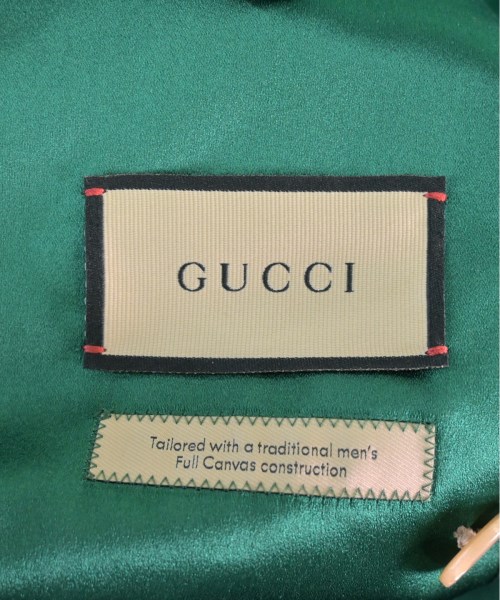 GUCCI
Tailored with a traditional men's
Full Canvas construction